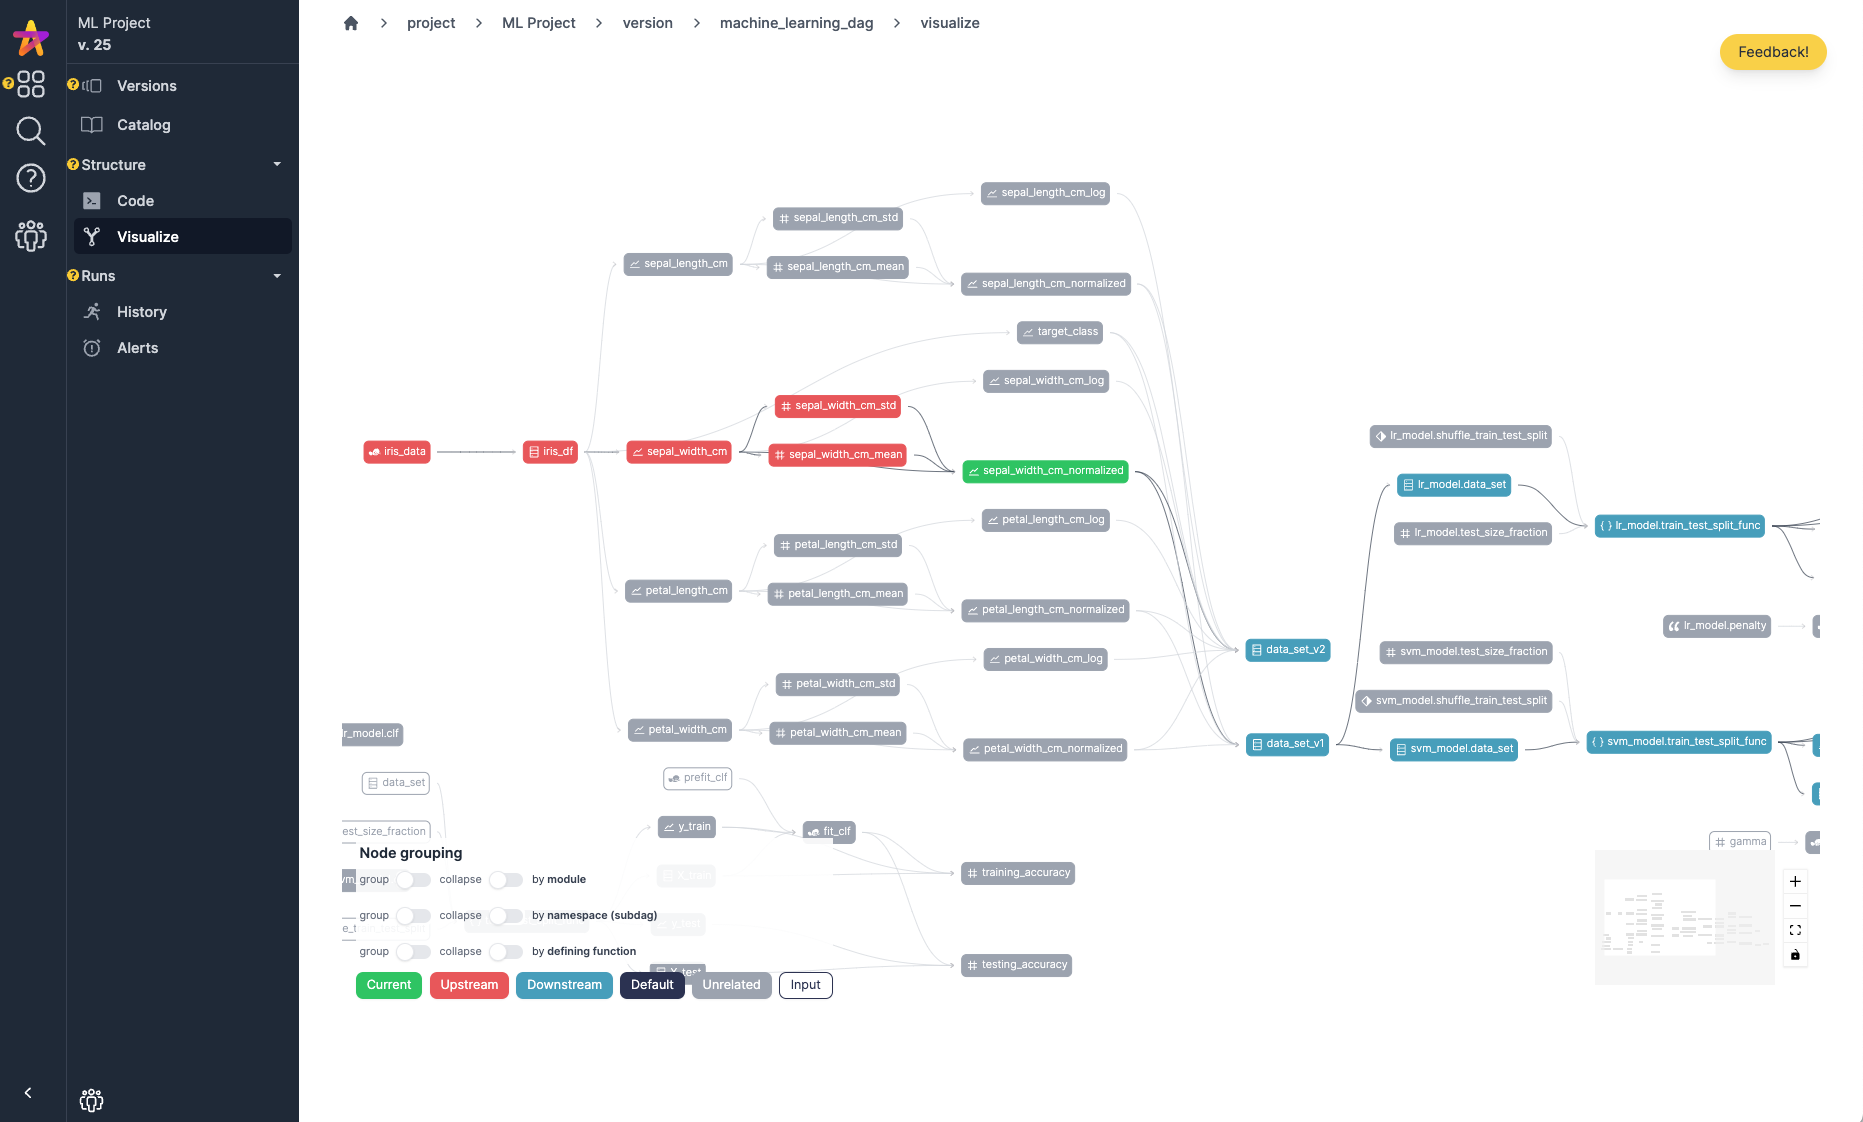 ML Project
v. 25
Versions
Catalog
Structure
Code
Visualize
Runs
History
Alerts
project > ML Project > version > machine_learning_dag > visualize
Feedback!
sepal_length_cm_log
sepal_length_cm_std
sepal_length_cm
sepal_length_cm_mean
sepal_length_cm_normalized
target_class
sepal_width_cm_log
sepal_width_cm_std
iris_data
iris_df
sepal_width_cm
sepal_width_cm_mean
sepal_width_cm_normalized
lr_model.shuffle_train_test_split
lr_model.data_set
lr_model.test_size_fraction
{ } lr_model.train_test_split_func
petal_length_cm_log
petal_length_cm_std
petal_length_cm
petal_length_cm_mean
petal_length_cm_normalized
lr_model.penalty
data_set_v2
svm_model.test_size_fraction
petal_width_cm_log
petal_width_cm_std
svm_model.shuffle_train_test_split
petal_width_cm
petal_width_cm_mean
petal_width_cm_normalized
data_set_v1
svm_model.data_set
{ } svm_model.train_test_split_func
lr_model.clf
data_set
prefit_clf
est_size_fraction
y_train
fit_clf
gamma
X_train
training_accuracy
y_test
X_test
testing_accuracy
Node grouping
group collapse by module
group collapse by namespace (subdag)
group collapse by defining function
Current Upstream Downstream Default Unrelated Input